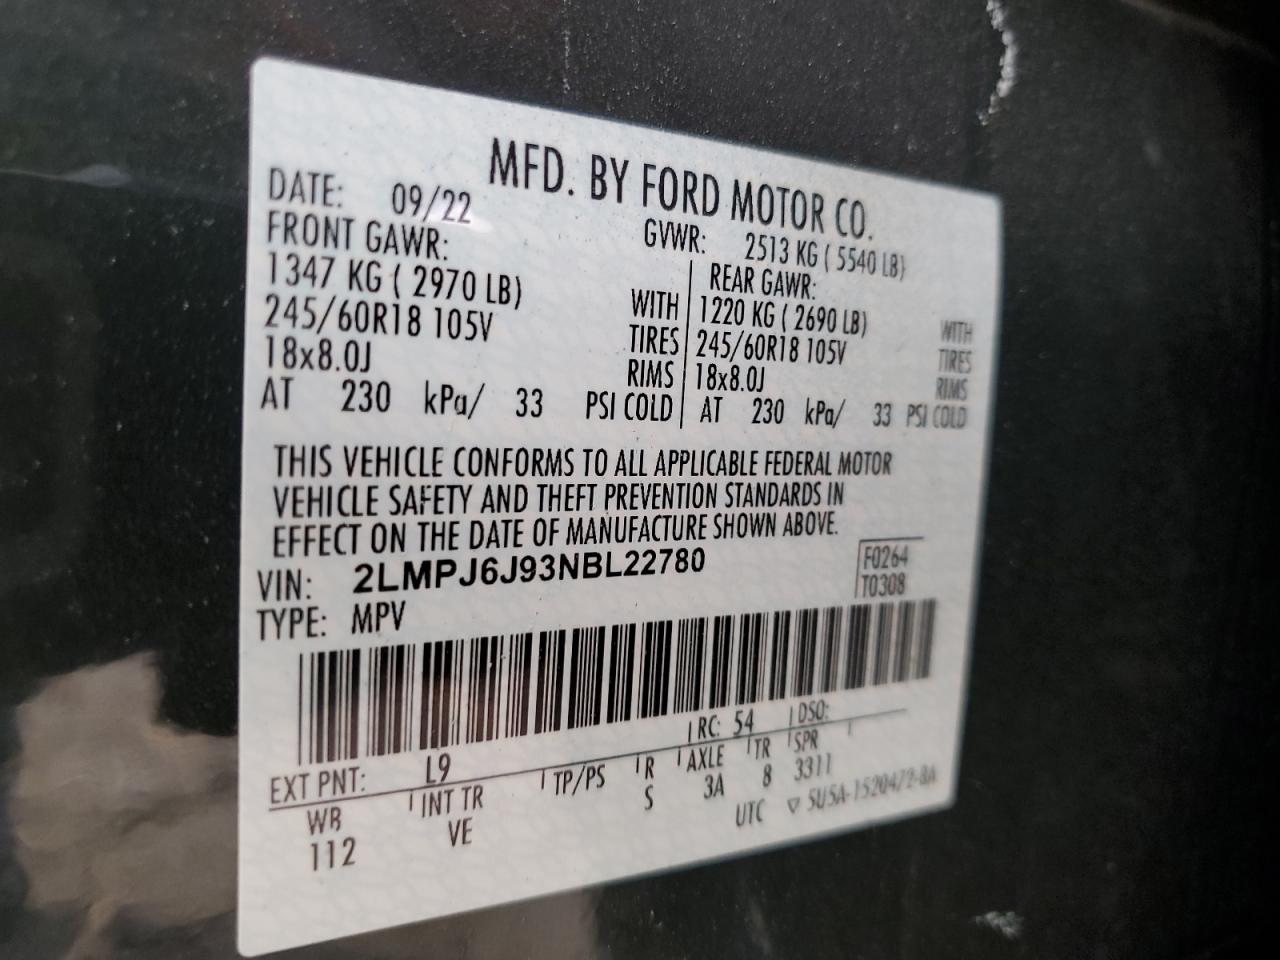 MFD. BY FORD MOTOR CO.
DATE: 09/22
GVWR: 2513 KG ( 5540 LB)
FRONT GAWR:
REAR GAWR:
1347 KG ( 2970 LB) WITH
1220 KG ( 2690 LB) WITH
245/60R18 105V TIRES
245/60R18 105V TIRES
18x8.0J RIMS
18x8.0J RIMS
AT 230 kPa/ 33 PSI COLD
AT 230 kPa/ 33 PSI COLD
THIS VEHICLE CONFORMS TO ALL APPLICABLE FEDERAL MOTOR
VEHICLE SAFETY AND THEFT PREVENTION STANDARDS IN
EFFECT ON THE DATE OF MANUFACTURE SHOWN ABOVE.
VIN: 2LMPJ6J93NBL22780
F0264
T0308
TYPE: MPV
EXT PNT: L9 RC: 54 DSO:
WB INT TR TP/PS R AXLE TR SPR
112 VE S 3A 8 3311
UTC ▽ 5U5A-1520472-BA